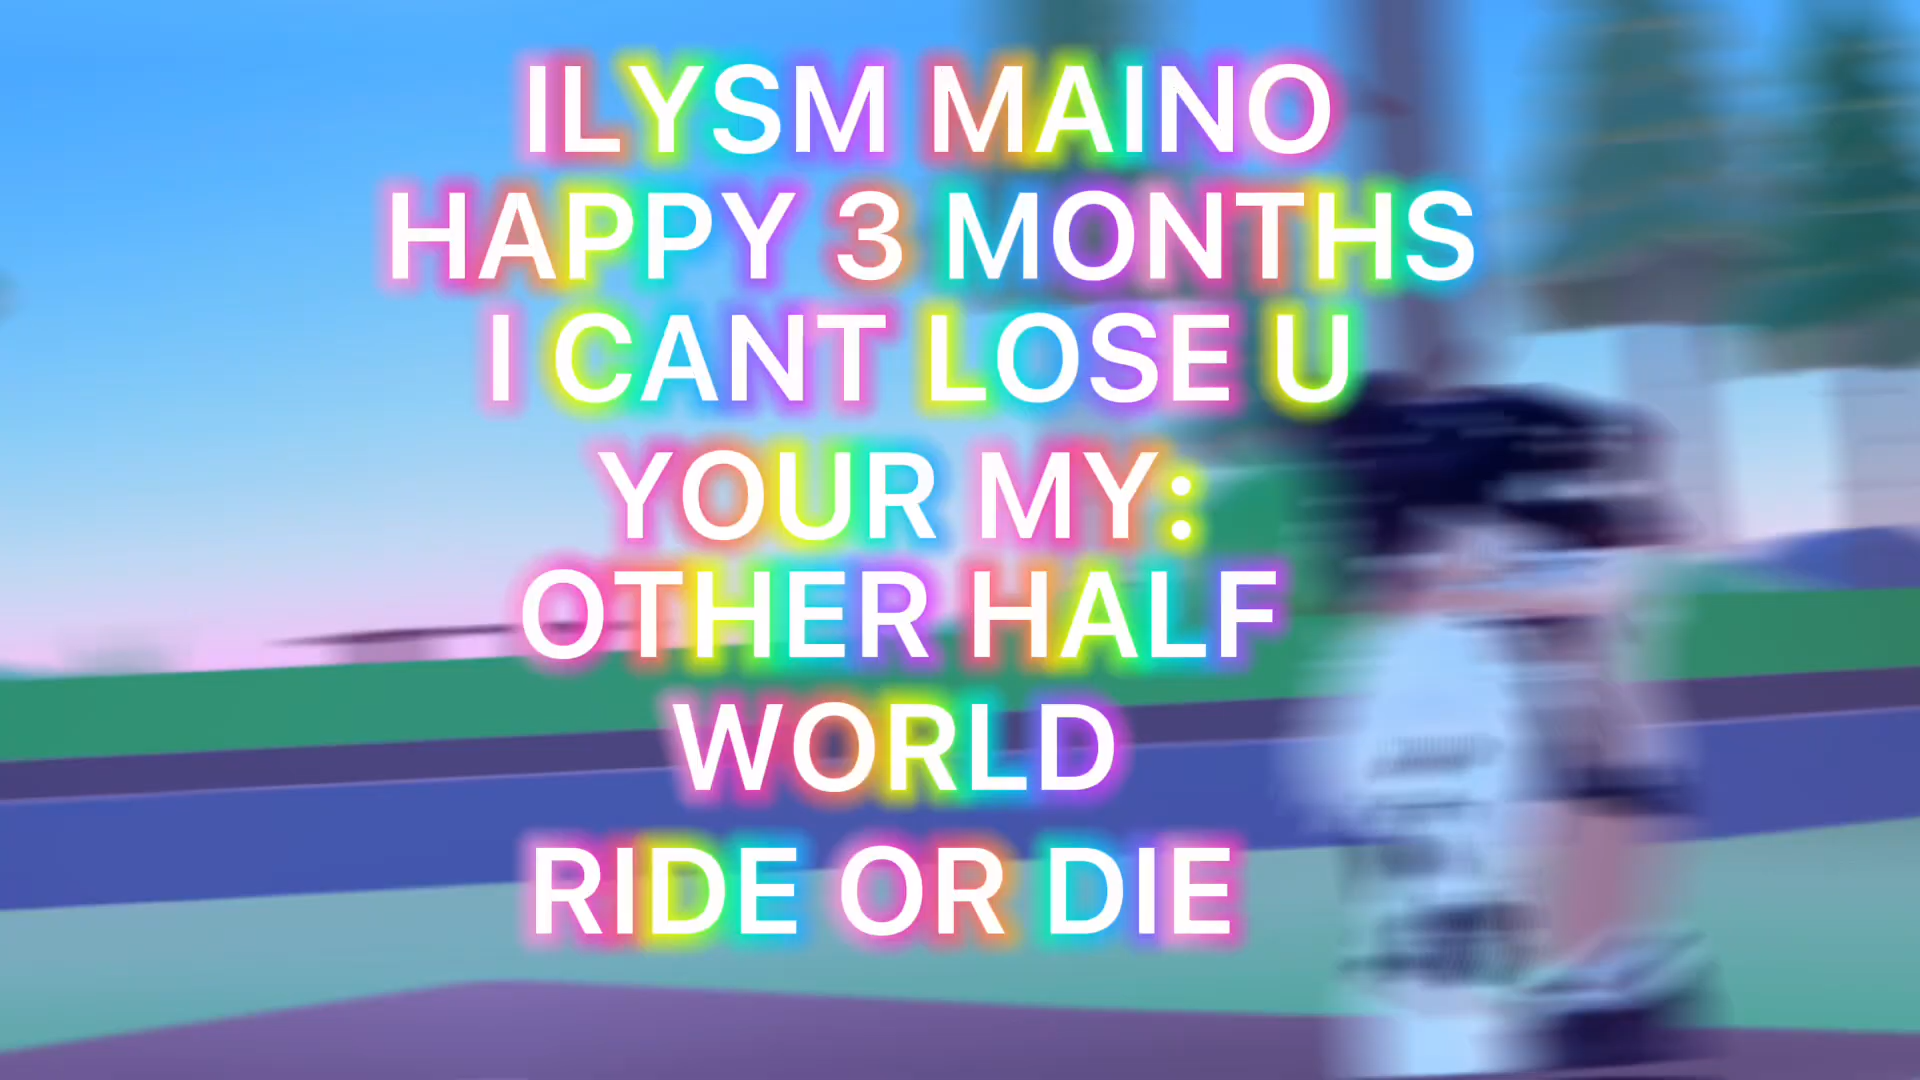 ILYSM MAINO
HAPPY 3 MONTHS
I CANT LOSE U
YOUR MY:
OTHER HALF
WORLD
RIDE OR DIE